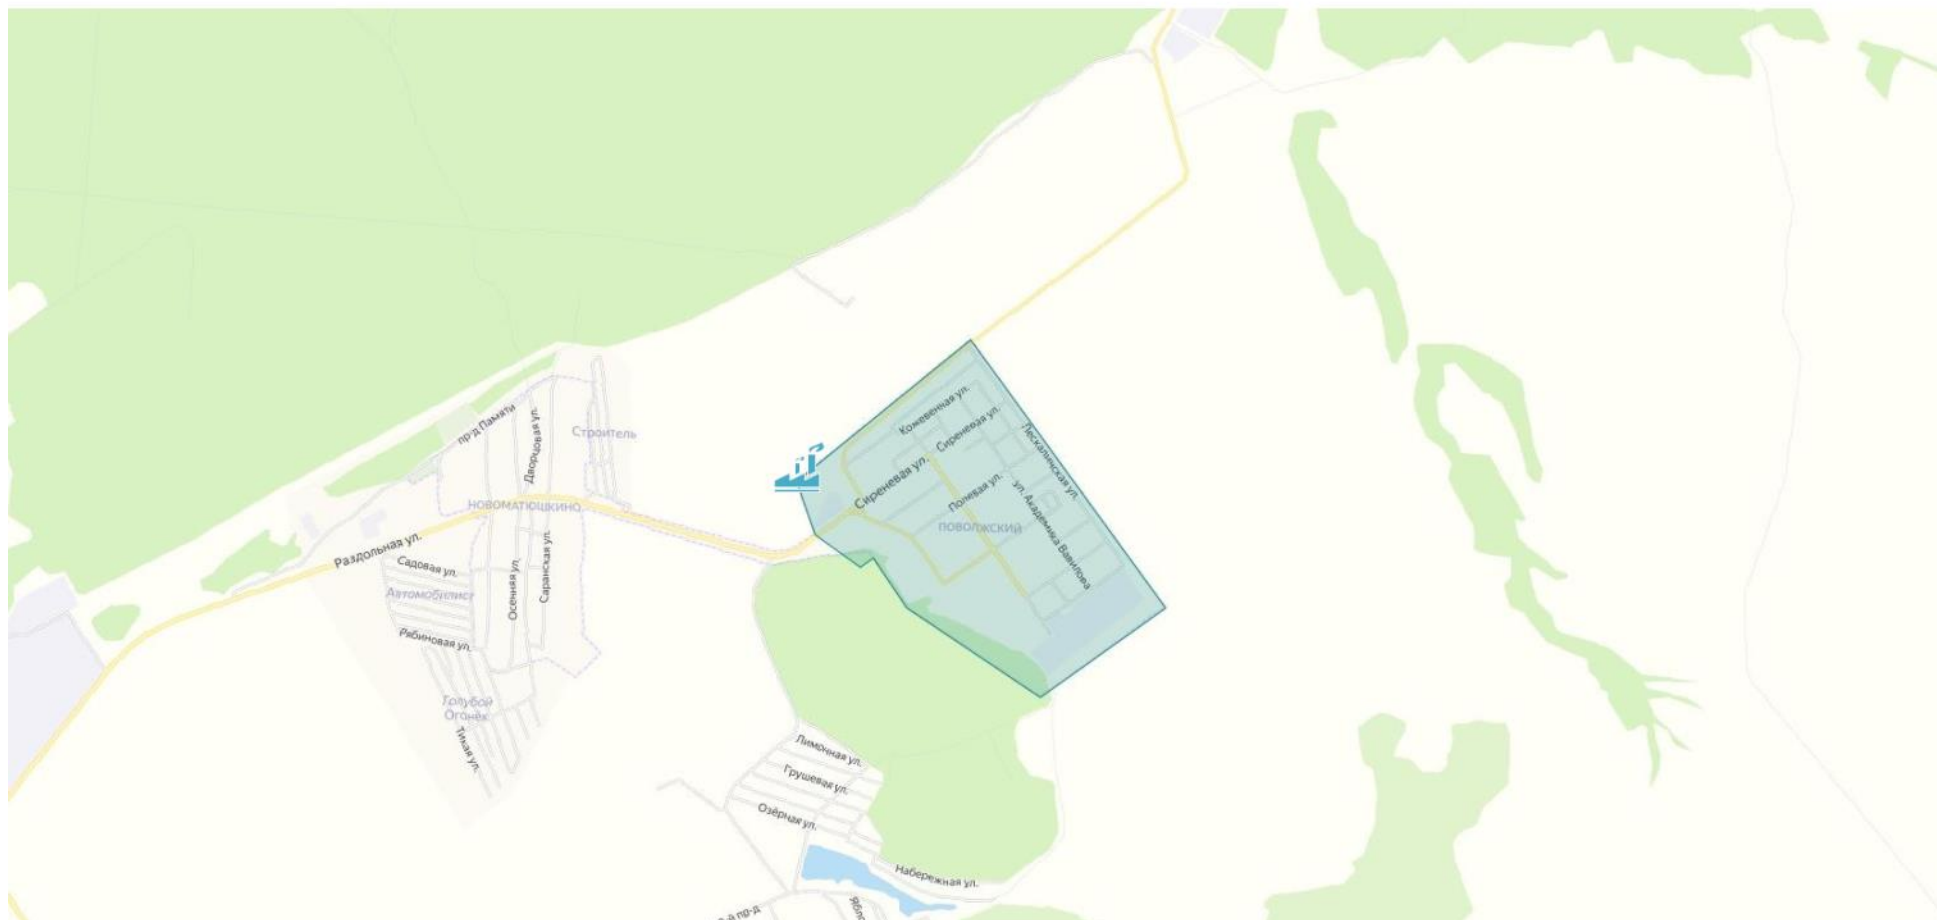 Кожевенная ул.
Сиреневая ул.
Лескалинская ул.
пр-д Памяти
Дворцовая ул.
Строитель
Сиреневая ул.
Полевая ул.
ул. Академика Вавилова
НОВОМАТЮШКИНО
ПОВОЛЖСКИЙ
Раздольная ул.
Садовая ул.
Осенняя ул.
Саранская ул.
Автомобилист
Рябиновая ул.
Голубой
Огонёк
Тихая ул.
Лимонная ул.
Грушевая ул.
Озёрная ул.
Набережная ул.